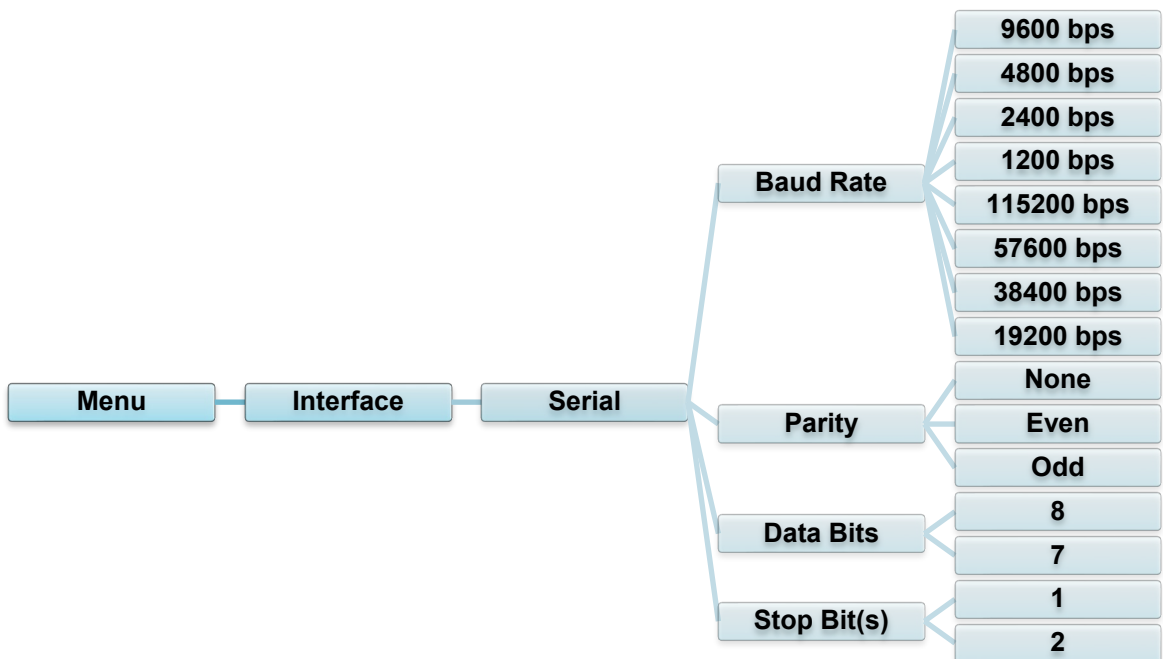 9600 bps
4800 bps
2400 bps
1200 bps
Baud Rate
115200 bps
57600 bps
38400 bps
19200 bps
Menu
Interface
Serial
None
Parity
Even
Odd
Data Bits
8
7
Stop Bit(s)
1
2